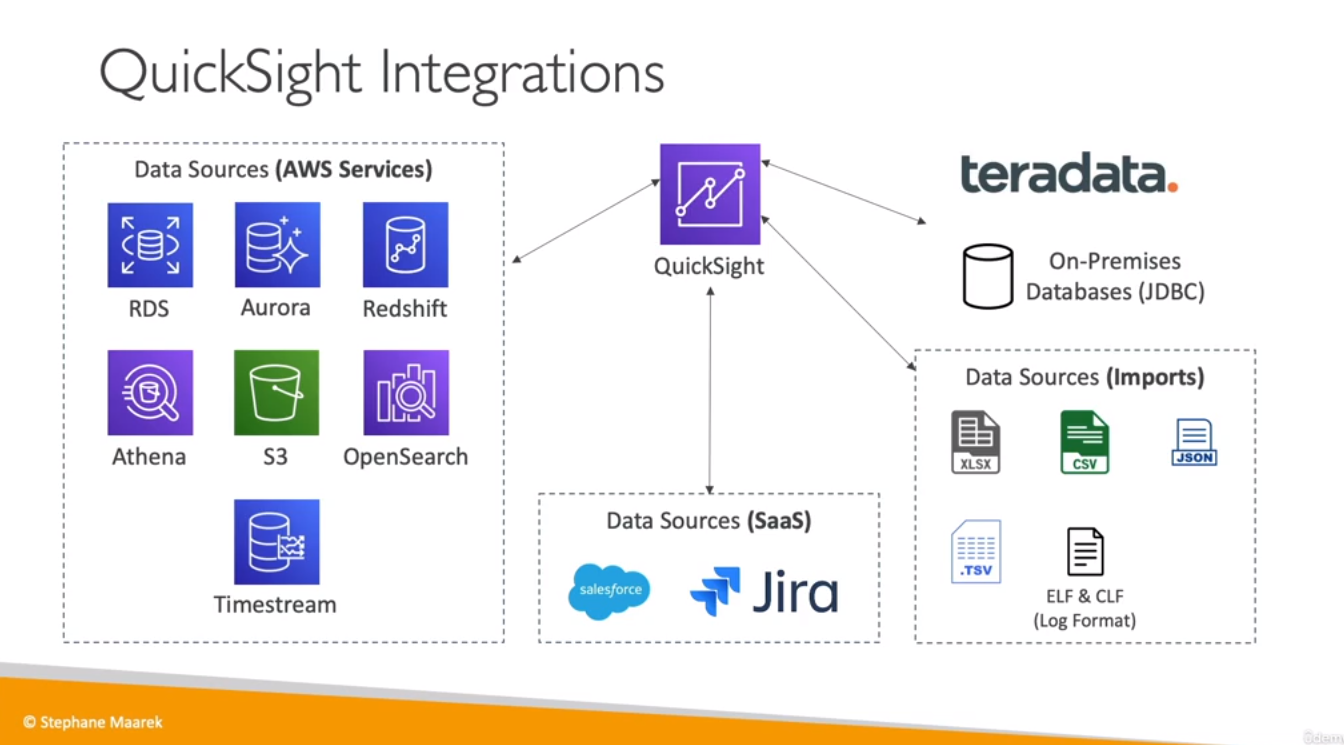 QuickSight Integrations
Data Sources (AWS Services)
RDS
Aurora
Redshift
Athena
S3
OpenSearch
Timestream
QuickSight
Data Sources (SaaS)
salesforce
Jira
teradata.
On-Premises
Databases (JDBC)
Data Sources (Imports)
XLSX
CSV
JSON
.TSV
ELF & CLF
(Log Format)
© Stephane Maarek